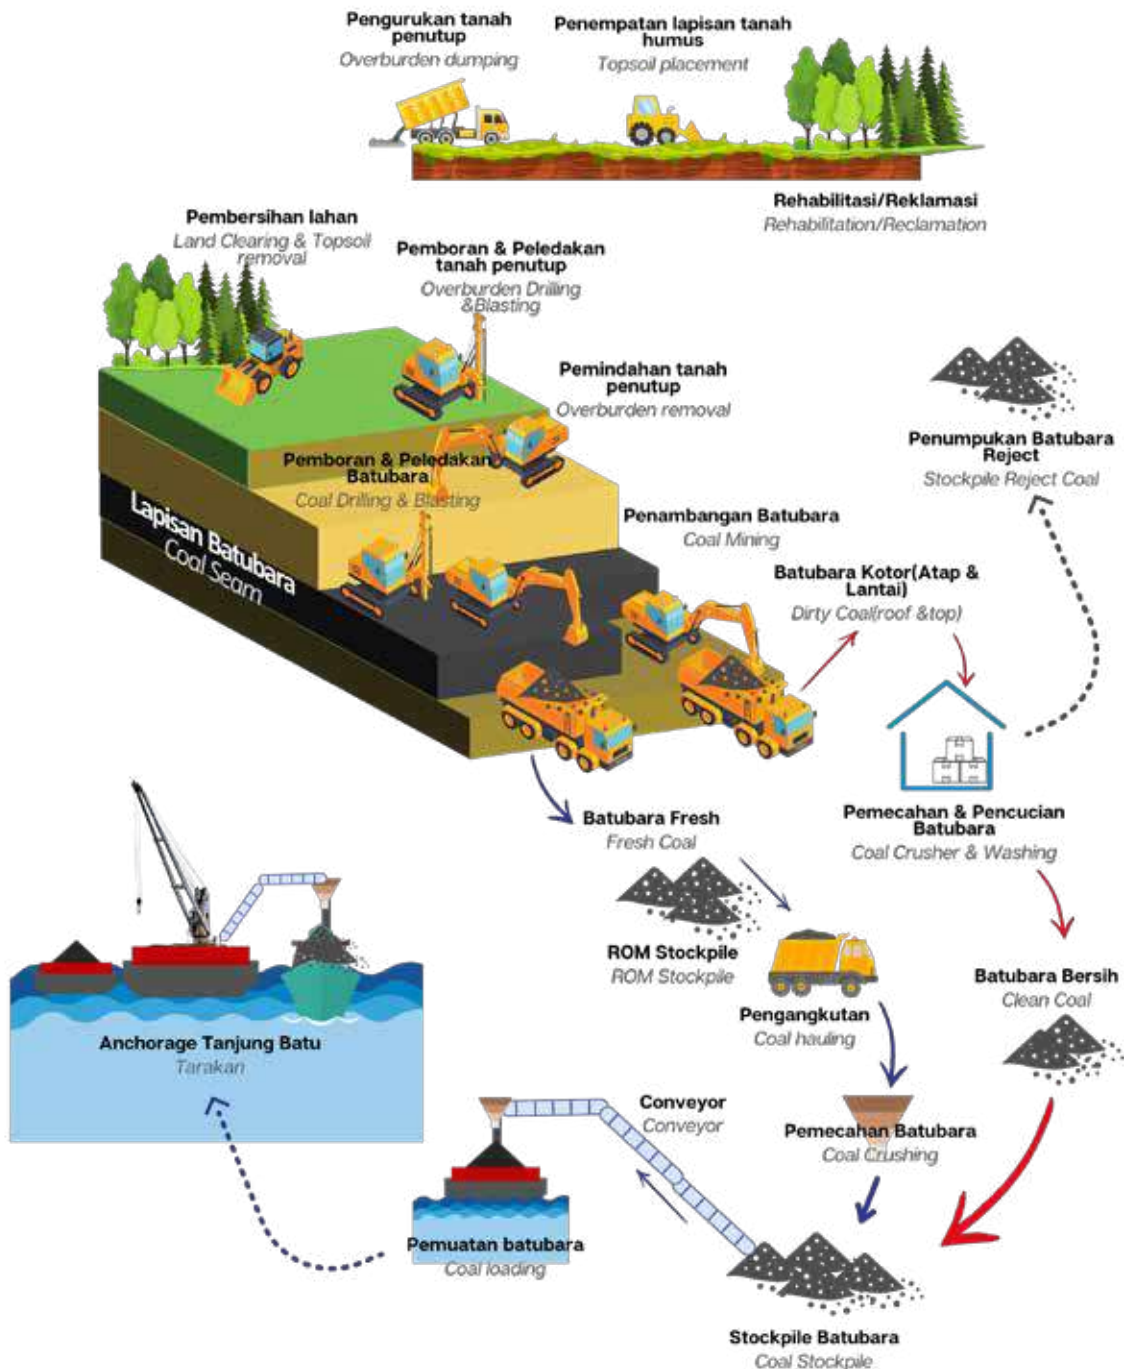 Pengurukan tanah
penutup
Overburden dumping
Penempatan lapisan tanah
humus
Topsoil placement
Rehabilitasi/Reklamasi
Rehabilitation/Reclamation
Pembersihan lahan
Land Clearing & Topsoil
removal
Pemboran & Peledakan
tanah penutup
Overburden Drilling
&Blasting
Pemindahan tanah
penutup
Overburden removal
Pemboran & Peledakan
Batubara
Coal Drilling & Blasting
Lapisan Batubara
Coal Seam
Penambangan Batubara
Coal Mining
Batubara Kotor(Atap &
Lantai)
Dirty Coal(roof &top)
Penumpukan Batubara
Reject
Stockpile Reject Coal
Pemecahan & Pencucian
Batubara
Coal Crusher & Washing
Batubara Fresh
Fresh Coal
ROM Stockpile
ROM Stockpile
Pengangkutan
Coal hauling
Batubara Bersih
Clean Coal
Anchorage Tanjung Batu
Tarakan
Conveyor
Conveyor
Pemecahan Batubara
Coal Crushing
Pemuatan batubara
Coal loading
Stockpile Batubara
Coal Stockpile